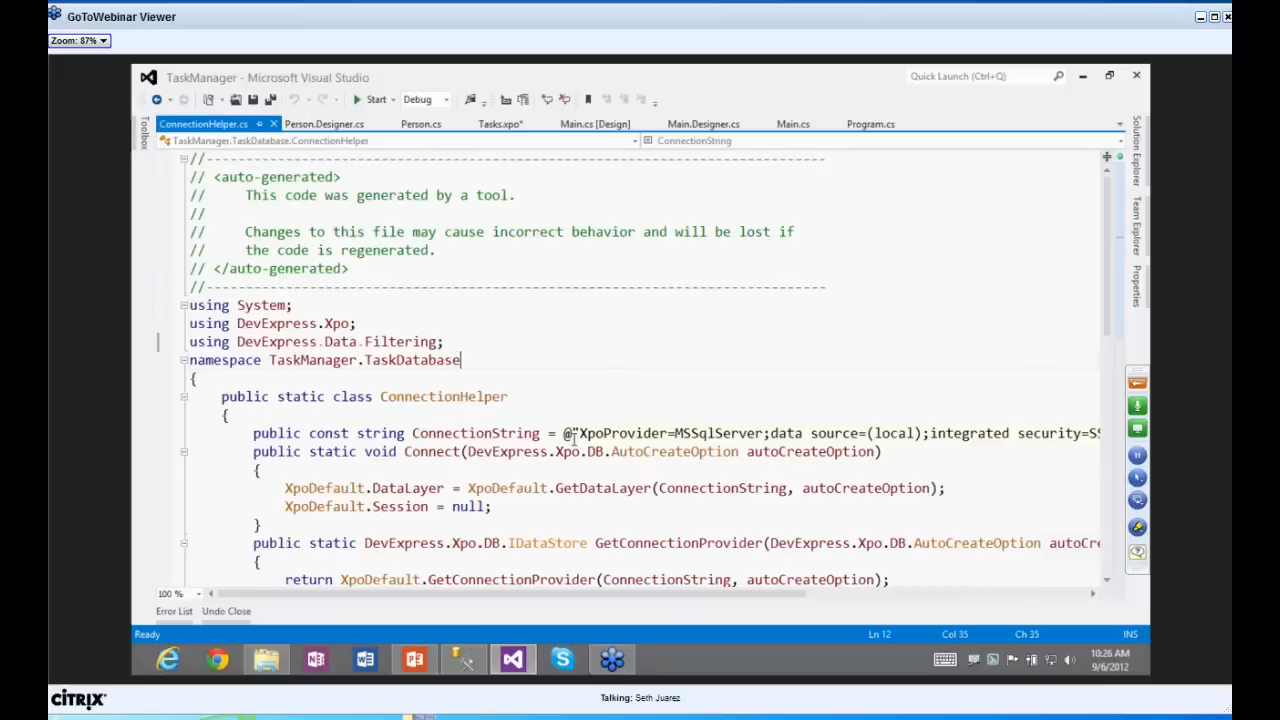 GoToWebinar Viewer
Zoom: 87%
TaskManager - Microsoft Visual Studio
Quick Launch (Ctrl+Q)
Start Debug
ConnectionHelper.cs Person.Designer.cs Person.cs Tasks.xpo* Main.cs [Design] Main.Designer.cs Main.cs Program.cs
TaskManager.TaskDatabase.ConnectionHelper ConnectionString
Toolbox
Solution Explorer
Team Explorer
Properties
//------------------------------------------------------------------------------
// <auto-generated>
//     This code was generated by a tool.
//
//     Changes to this file may cause incorrect behavior and will be lost if
//     the code is regenerated.
// </auto-generated>
//------------------------------------------------------------------------------
using System;
using DevExpress.Xpo;
using DevExpress.Data.Filtering;
namespace TaskManager.TaskDatabase
{
public static class ConnectionHelper
{
public const string ConnectionString = @"XpoProvider=MSSqlServer;data source=(local);integrated security=SS
public static void Connect(DevExpress.Xpo.DB.AutoCreateOption autoCreateOption)
{
XpoDefault.DataLayer = XpoDefault.GetDataLayer(ConnectionString, autoCreateOption);
XpoDefault.Session = null;
}
public static DevExpress.Xpo.DB.IDataStore GetConnectionProvider(DevExpress.Xpo.DB.AutoCreateOption autoCre
{
return XpoDefault.GetConnectionProvider(ConnectionString, autoCreateOption);
100 %
Error List Undo Close
Ready Ln 12 Col 35 Ch 35 INS
10:26 AM
9/6/2012
CITRIX
Talking: Seth Juarez